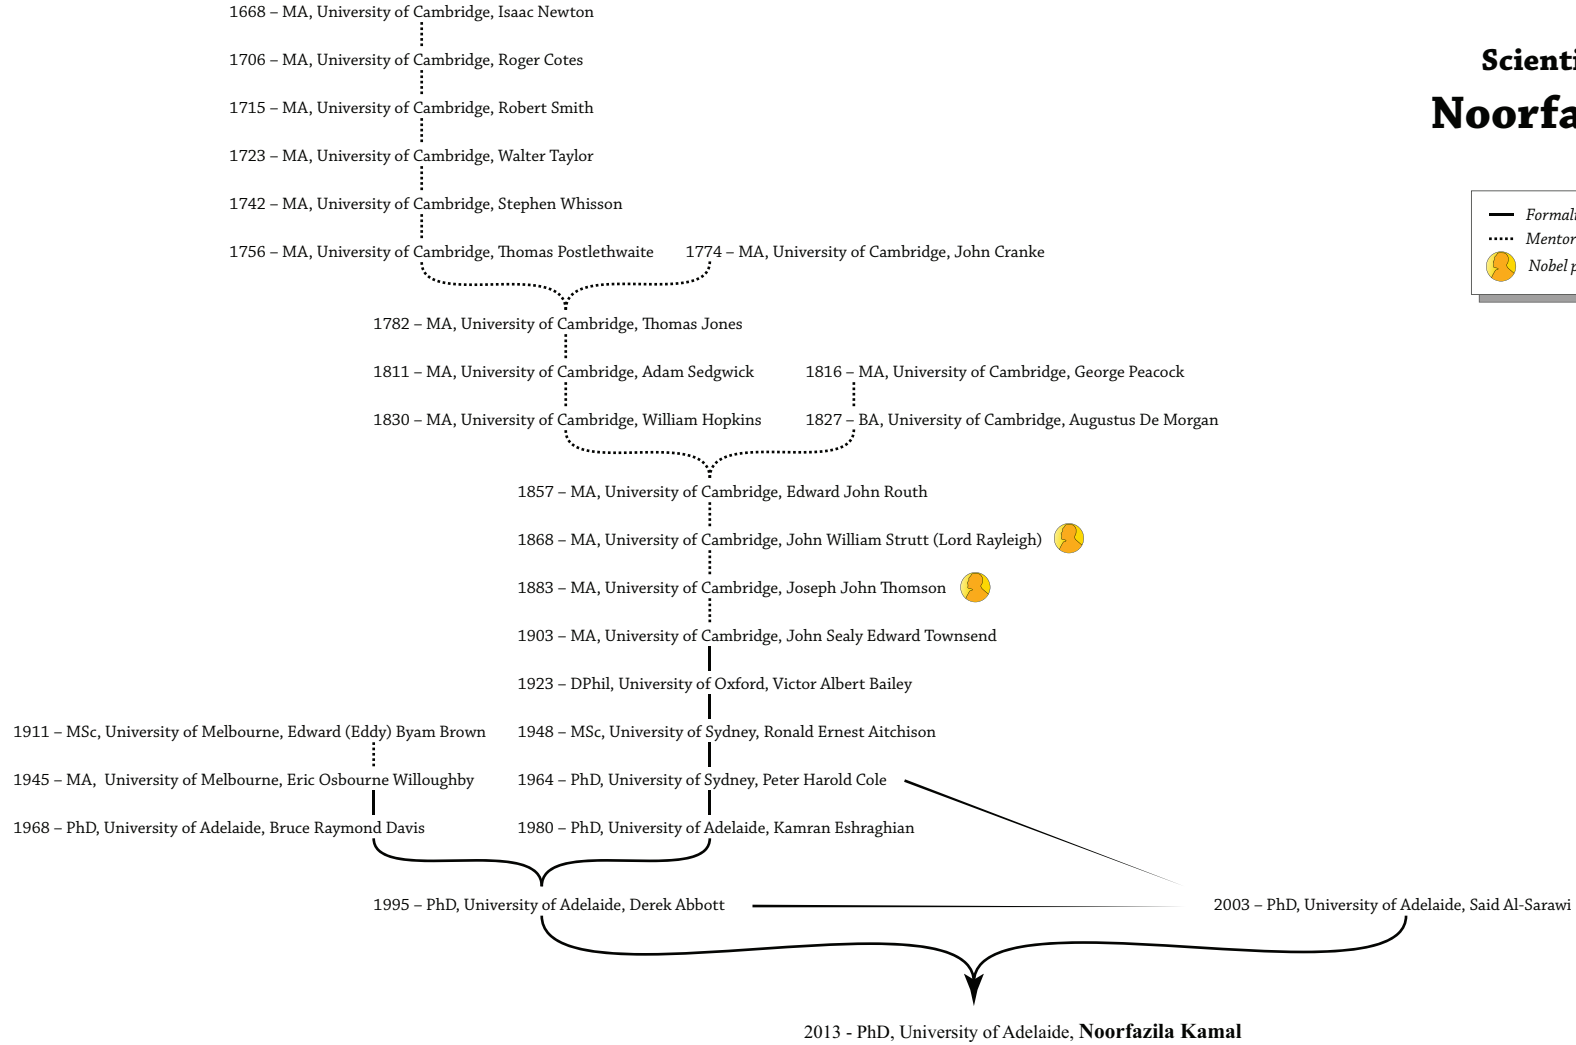 1668 – MA, University of Cambridge, Isaac Newton
1706 – MA, University of Cambridge, Roger Cotes
Scienti
1715 – MA, University of Cambridge, Robert Smith
Noorfa
1723 – MA, University of Cambridge, Walter Taylor
1742 – MA, University of Cambridge, Stephen Whisson
Formali
Mentor
Nobel p
1756 – MA, University of Cambridge, Thomas Postlethwaite 1774 – MA, University of Cambridge, John Cranke
1782 – MA, University of Cambridge, Thomas Jones
1811 – MA, University of Cambridge, Adam Sedgwick 1816 – MA, University of Cambridge, George Peacock
1830 – MA, University of Cambridge, William Hopkins 1827 – BA, University of Cambridge, Augustus De Morgan
1857 – MA, University of Cambridge, Edward John Routh
1868 – MA, University of Cambridge, John William Strutt (Lord Rayleigh)
1883 – MA, University of Cambridge, Joseph John Thomson
1903 – MA, University of Cambridge, John Sealy Edward Townsend
1923 – DPhil, University of Oxford, Victor Albert Bailey
1911 – MSc, University of Melbourne, Edward (Eddy) Byam Brown 1948 – MSc, University of Sydney, Ronald Ernest Aitchison
1945 – MA, University of Melbourne, Eric Osbourne Willoughby 1964 – PhD, University of Sydney, Peter Harold Cole
1968 – PhD, University of Adelaide, Bruce Raymond Davis 1980 – PhD, University of Adelaide, Kamran Eshraghian
1995 – PhD, University of Adelaide, Derek Abbott 2003 – PhD, University of Adelaide, Said Al-Sarawi
2013 - PhD, University of Adelaide, Noorfazila Kamal